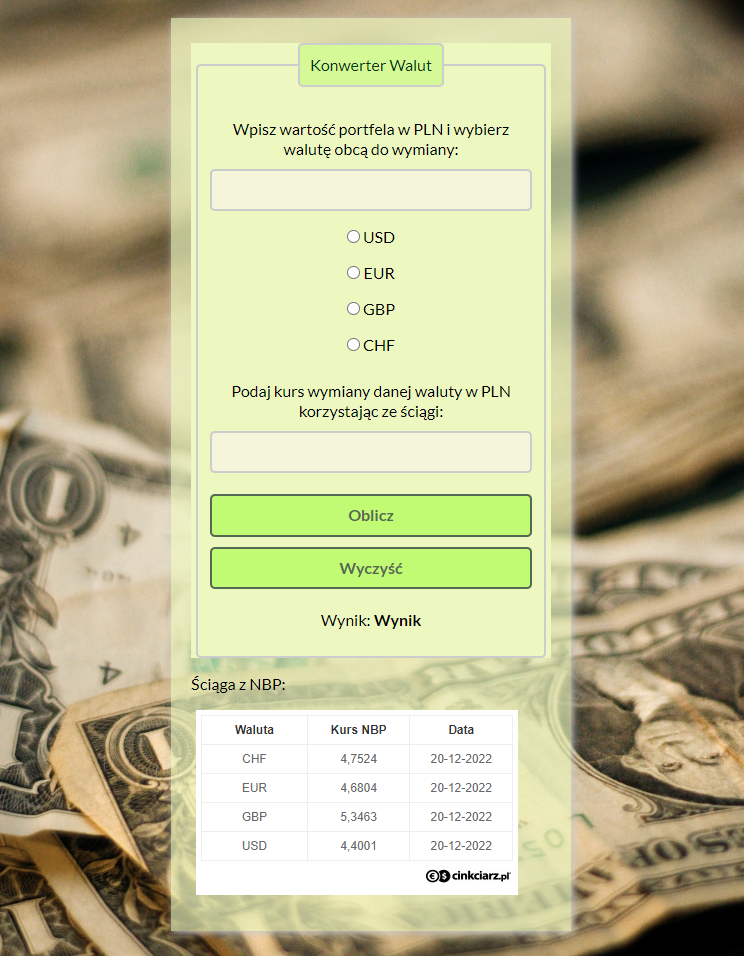 Konwerter Walut
Wpisz wartość portfela w PLN i wybierz
walutę obcą do wymiany:
USD
EUR
GBP
CHF
Podaj kurs wymiany danej waluty w PLN
korzystając ze ściągi:
Oblicz
Wyczyść
Wynik: Wynik
Ściąga z NBP:
Waluta Kurs NBP Data
CHF 4,7524 20-12-2022
EUR 4,6804 20-12-2022
GBP 5,3463 20-12-2022
USD 4,4001 20-12-2022
cinkciarz.pl